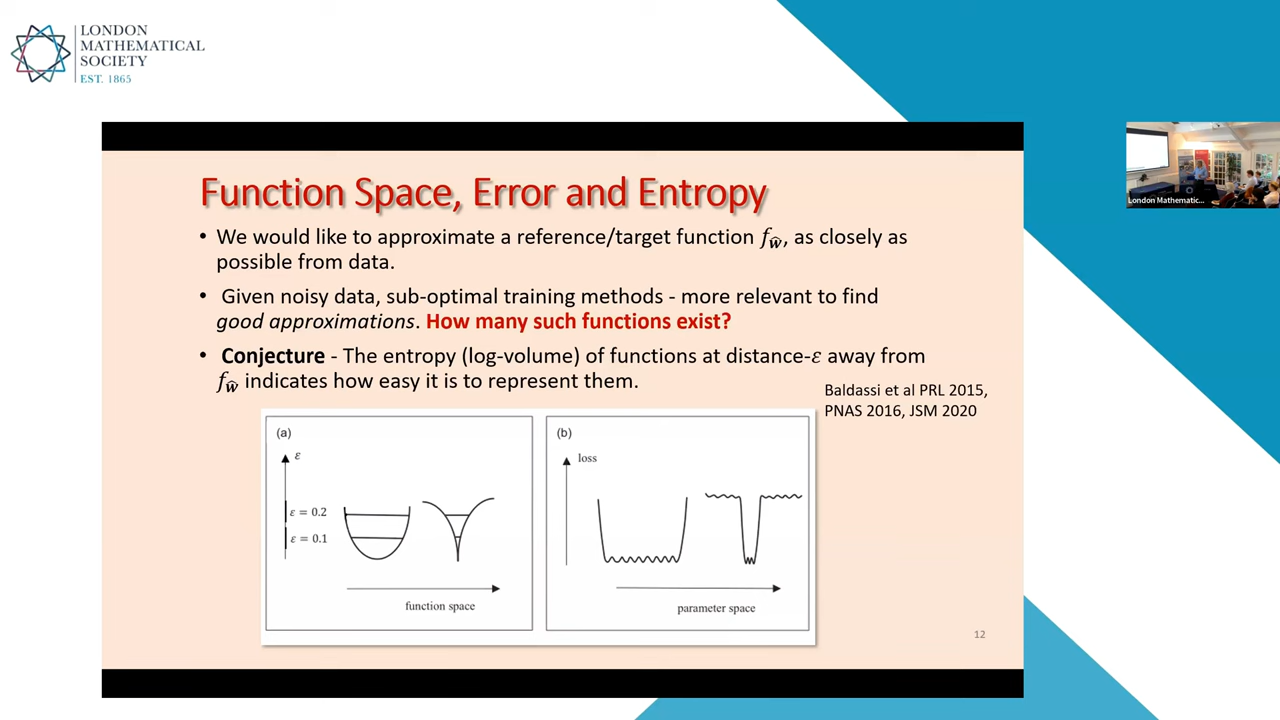 LONDON
MATHEMATICAL
SOCIETY
EST. 1865
London Mathematic...
Function Space, Error and Entropy
• We would like to approximate a reference/target function f_ŵ, as closely as
possible from data.
• Given noisy data, sub-optimal training methods - more relevant to find
good approximations. How many such functions exist?
• Conjecture - The entropy (log-volume) of functions at distance-ε away from
f_ŵ indicates how easy it is to represent them.
Baldassi et al PRL 2015,
PNAS 2016, JSM 2020
(a)
ε
ε = 0.2
ε = 0.1
function space
(b)
loss
parameter space
12